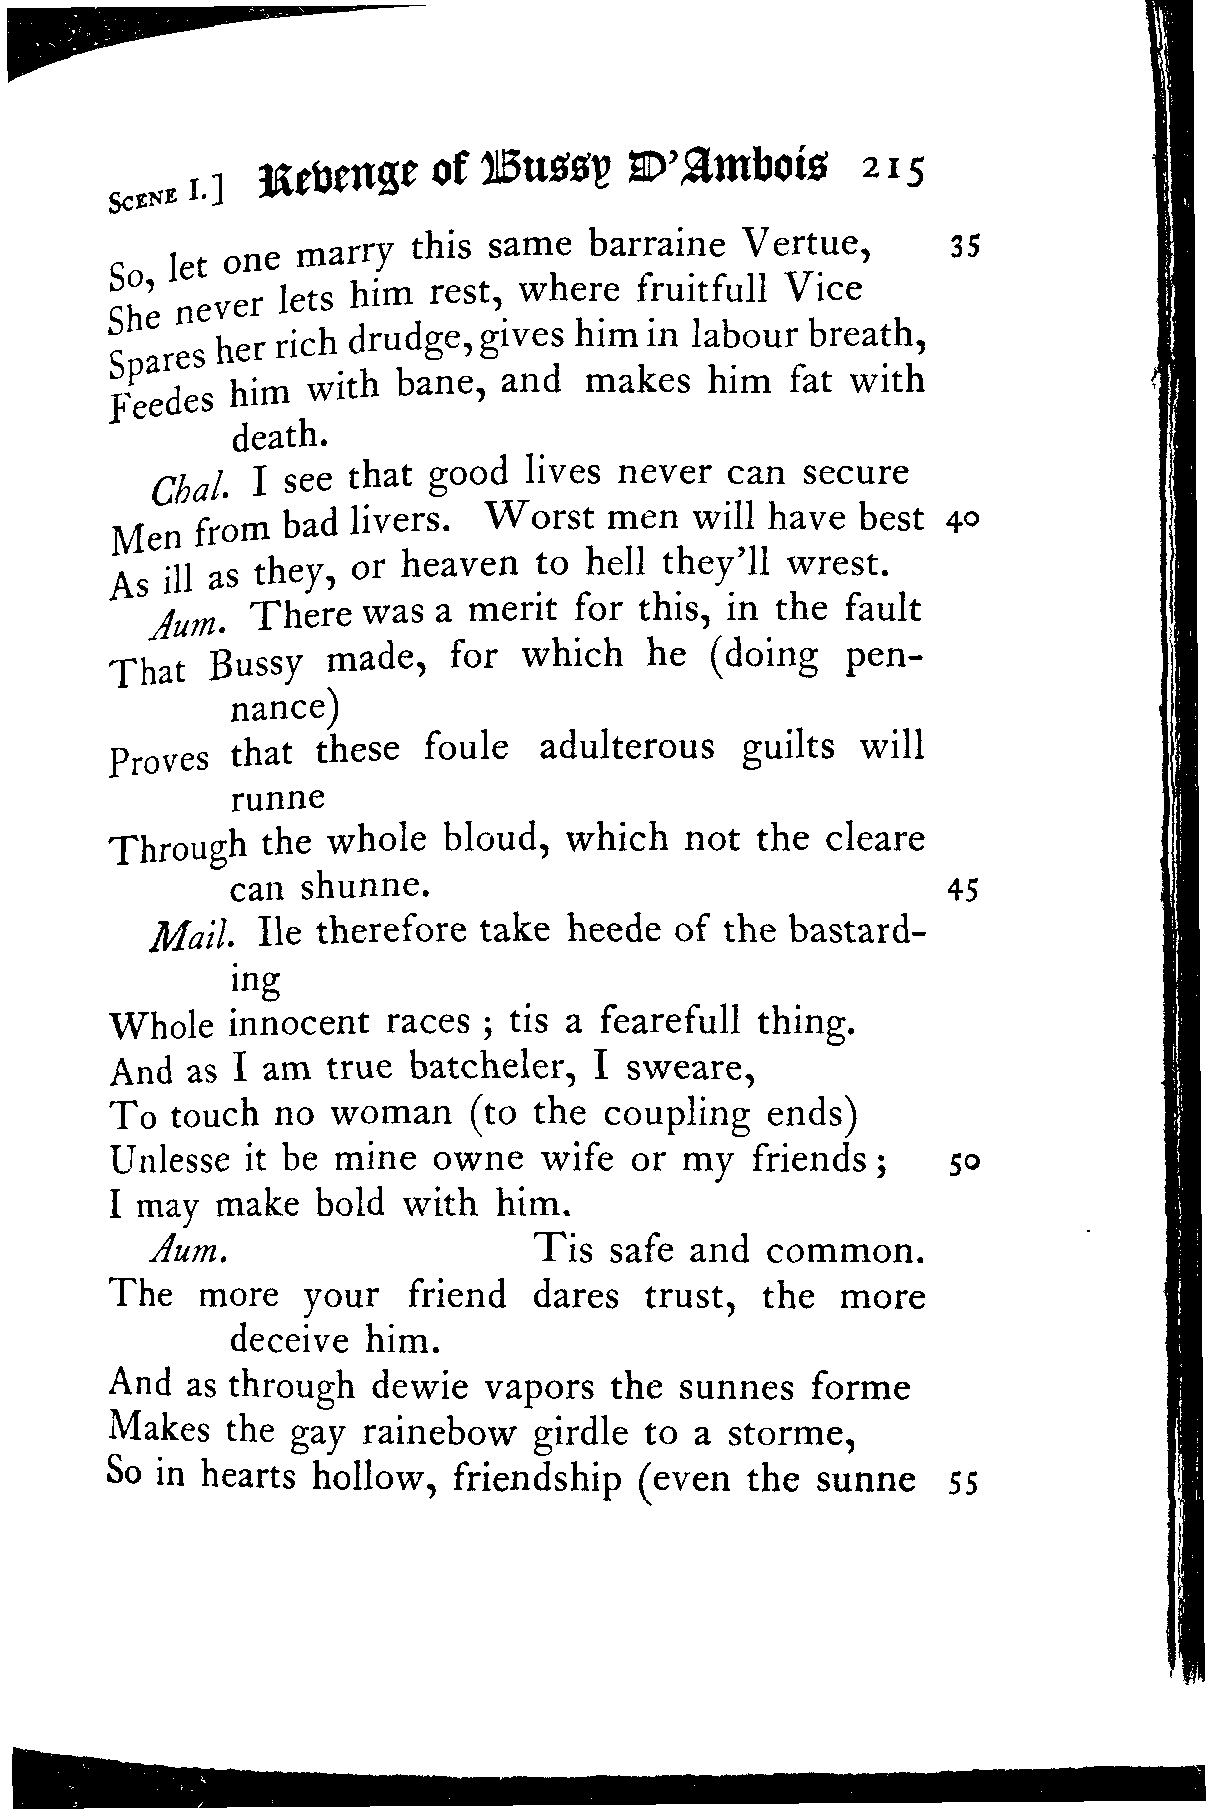 SCENE I.] Revenge of Bussy D'Ambois 215
So, let one marry this same barraine Vertue, 35
She never lets him rest, where fruitfull Vice
Spares her rich drudge, gives him in labour breath,
Feedes him with bane, and makes him fat with
death.
Chal. I see that good lives never can secure
Men from bad livers. Worst men will have best 40
As ill as they, or heaven to hell they'll wrest.
Aum. There was a merit for this, in the fault
That Bussy made, for which he (doing pen-
nance)
Proves that these foule adulterous guilts will
runne
Through the whole bloud, which not the cleare
can shunne. 45
Mail. Ile therefore take heede of the bastard-
ing
Whole innocent races ; tis a fearefull thing.
And as I am true batcheler, I sweare,
To touch no woman (to the coupling ends)
Unlesse it be mine owne wife or my friends ; 50
I may make bold with him.
Aum. Tis safe and common.
The more your friend dares trust, the more
deceive him.
And as through dewie vapors the sunnes forme
Makes the gay rainebow girdle to a storme,
So in hearts hollow, friendship (even the sunne 55